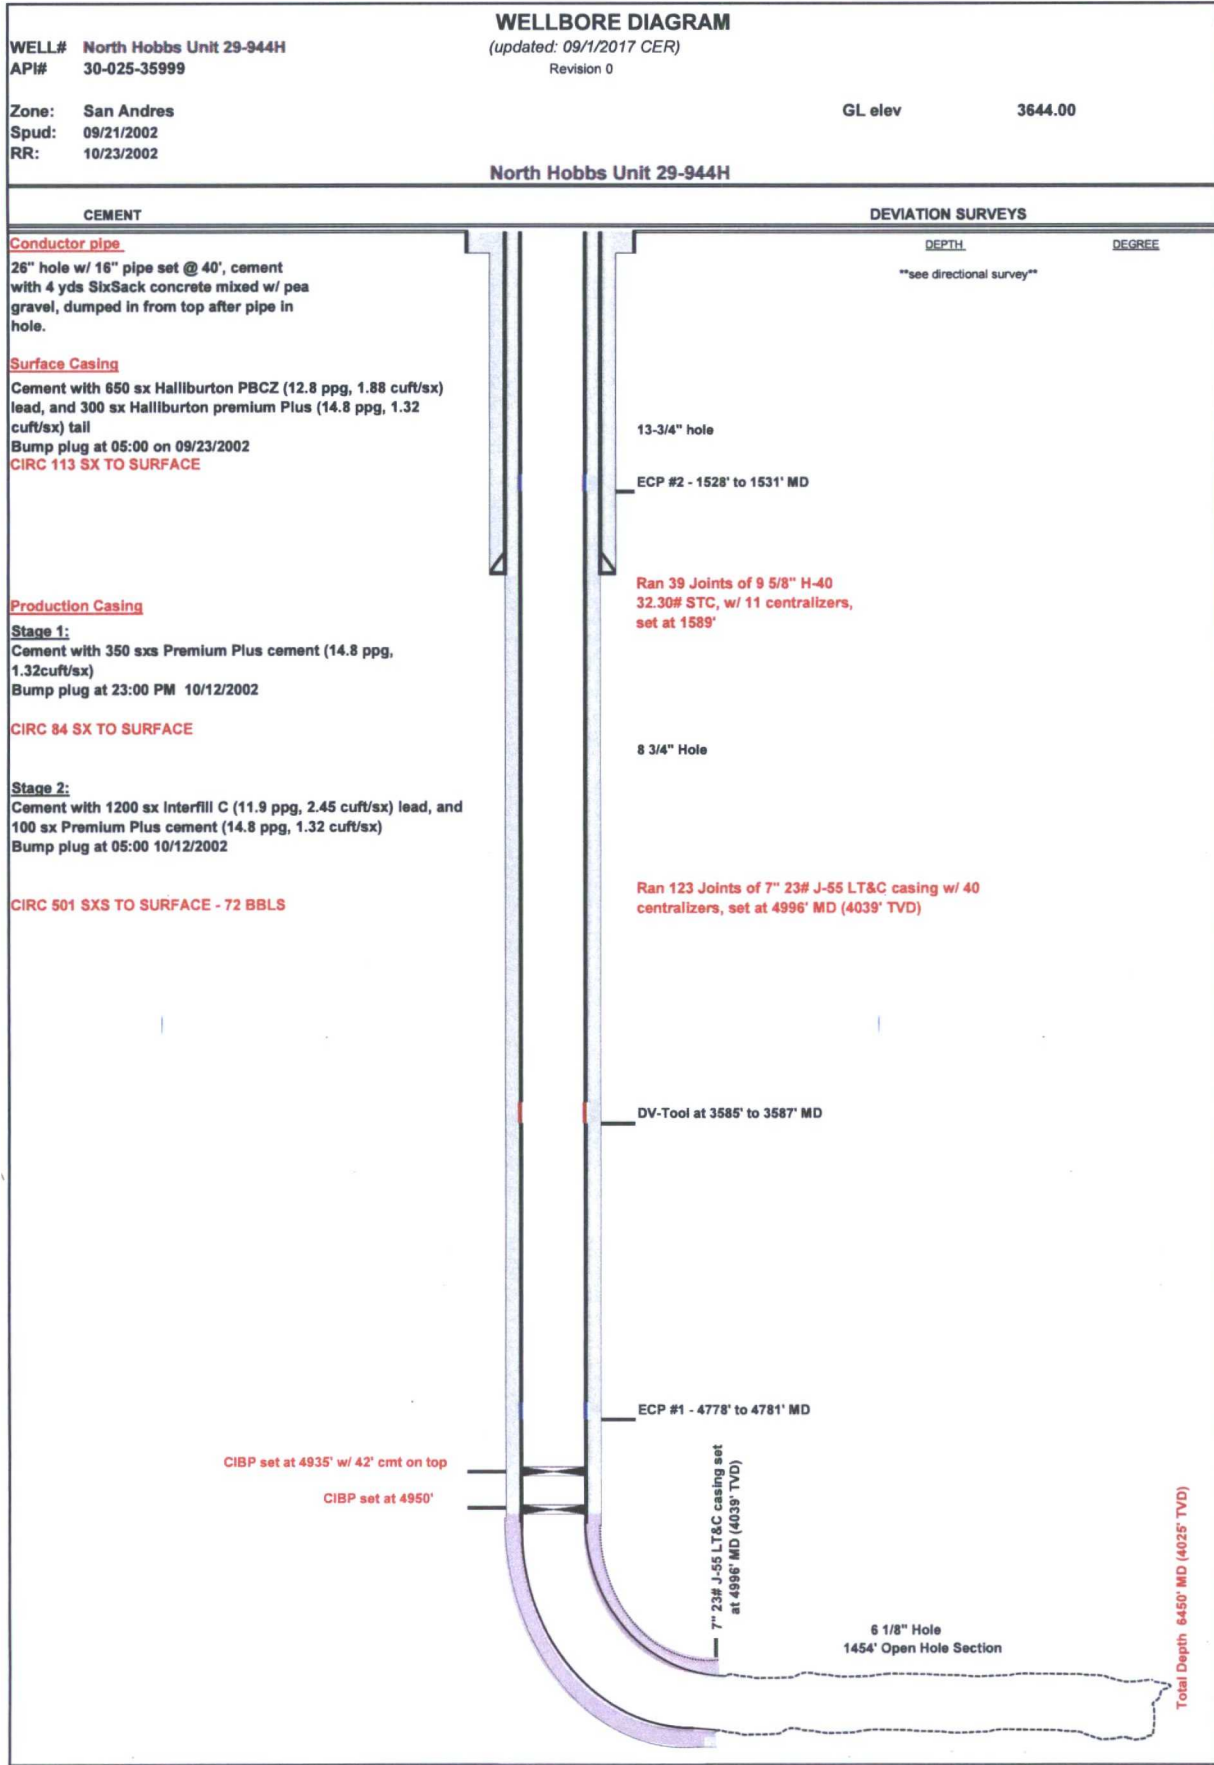 WELLBORE DIAGRAM
WELL# North Hobbs Unit 29-944H (updated: 09/1/2017 CER)
API# 30-025-35999 Revision 0
Zone: San Andres GL elev 3644.00
Spud: 09/21/2002
RR: 10/23/2002
North Hobbs Unit 29-944H
CEMENT DEVIATION SURVEYS
Conductor pipe
26" hole w/ 16" pipe set @ 40', cement
with 4 yds SixSack concrete mixed w/ pea
gravel, dumped in from top after pipe in
hole.
DEPTH DEGREE
**see directional survey**
Surface Casing
Cement with 650 sx Halliburton PBCZ (12.8 ppg, 1.88 cuft/sx)
lead, and 300 sx Halliburton premium Plus (14.8 ppg, 1.32
cuft/sx) tail
Bump plug at 05:00 on 09/23/2002
CIRC 113 SX TO SURFACE
13-3/4" hole
ECP #2 - 1528' to 1531' MD
Ran 39 Joints of 9 5/8" H-40
32.30# STC, w/ 11 centralizers,
set at 1589'
Production Casing
Stage 1:
Cement with 350 sxs Premium Plus cement (14.8 ppg,
1.32cuft/sx)
Bump plug at 23:00 PM 10/12/2002
CIRC 84 SX TO SURFACE
8 3/4" Hole
Stage 2:
Cement with 1200 sx Interfill C (11.9 ppg, 2.45 cuft/sx) lead, and
100 sx Premium Plus cement (14.8 ppg, 1.32 cuft/sx)
Bump plug at 05:00 10/12/2002
CIRC 501 SXS TO SURFACE - 72 BBLS
Ran 123 Joints of 7" 23# J-55 LT&C casing w/ 40
centralizers, set at 4996' MD (4039' TVD)
DV-Tool at 3585' to 3587' MD
ECP #1 - 4778' to 4781' MD
CIBP set at 4935' w/ 42' cmt on top
CIBP set at 4950'
7" 23# J-55 LT&C casing set
at 4996' MD (4039' TVD)
6 1/8" Hole
1454' Open Hole Section
Total Depth 6450' MD (4025' TVD)